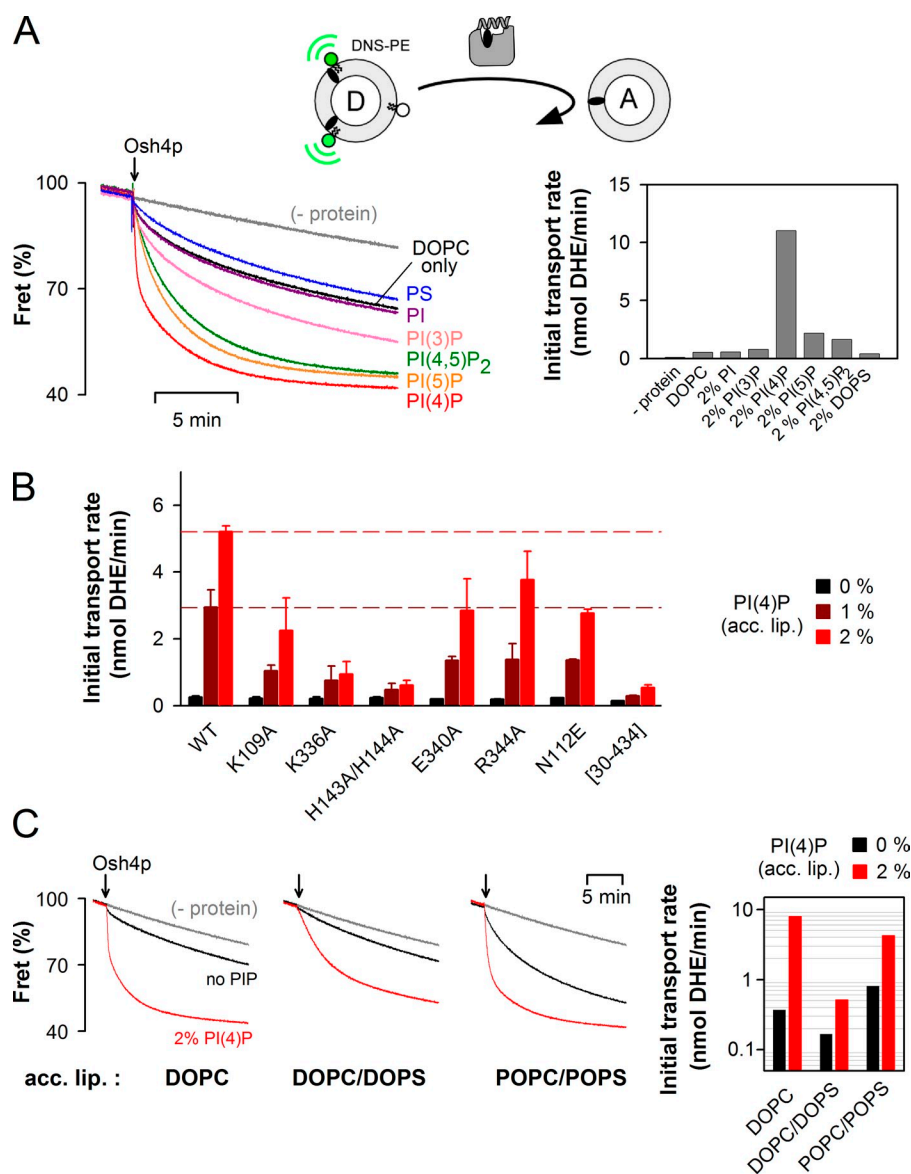 A
DNS-PE
D
A
Osh4p
100
70
40
Fret (%)
(- protein)
DOPC
only
PS
PI
PI(3)P
PI(4,5)P2
PI(5)P
PI(4)P
5 min
Initial transport rate
(nmol DHE/min)
15
10
5
0
- protein
DOPC
2% PI
2% PI(3)P
2% PI(4)P
2% PI(5)P
2 % PI(4,5)P2
2% DOPS
B
Initial transport rate
(nmol DHE/min)
6
4
2
0
WT
K109A
K336A
H143A/H144A
E340A
R344A
N112E
[30-434]
PI(4)P
(acc. lip.)
0 %
1 %
2 %
C
Osh4p
100
70
40
Fret (%)
(- protein)
no PIP
2% PI(4)P
5 min
acc. lip. : DOPC DOPC/DOPS POPC/POPS
PI(4)P
(acc. lip.)
0 %
2 %
Initial transport rate
(nmol DHE/min)
10
1
0.1
DOPC
DOPC/DOPS
POPC/POPS